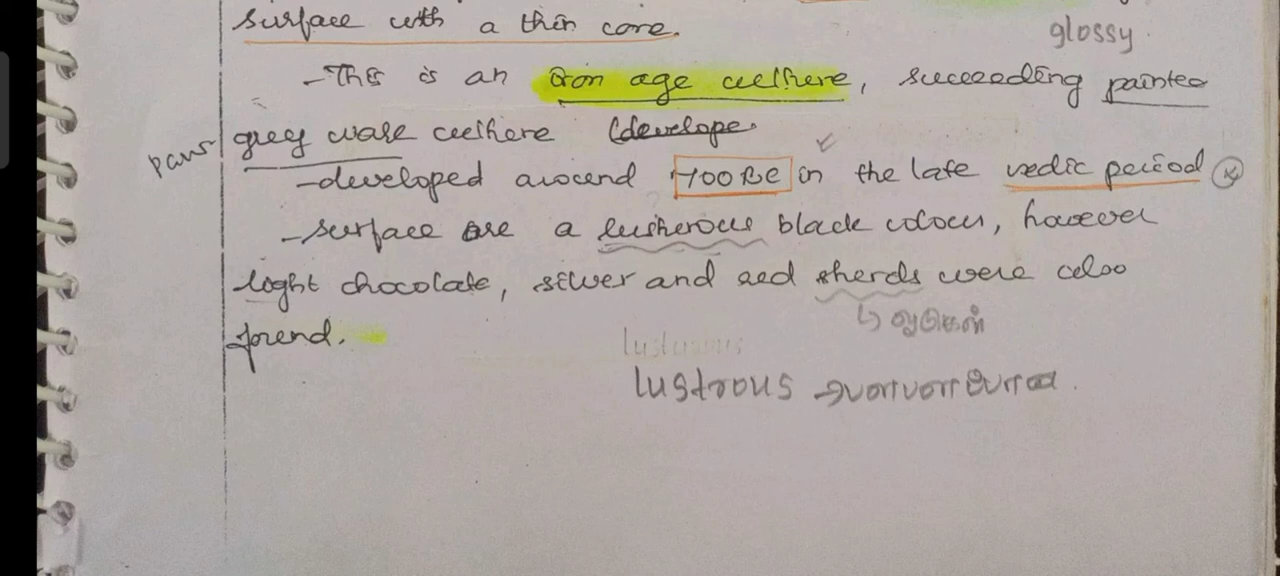 surface with a thin core.
glossy.
- This is an iron age culture, succeeding painted
grey ware culture (develope
- developed around 700 BC in the late vedic period
- surface are a lusterous black colour, however
light chocolate, silver and red sherds were also
found.
lustrous